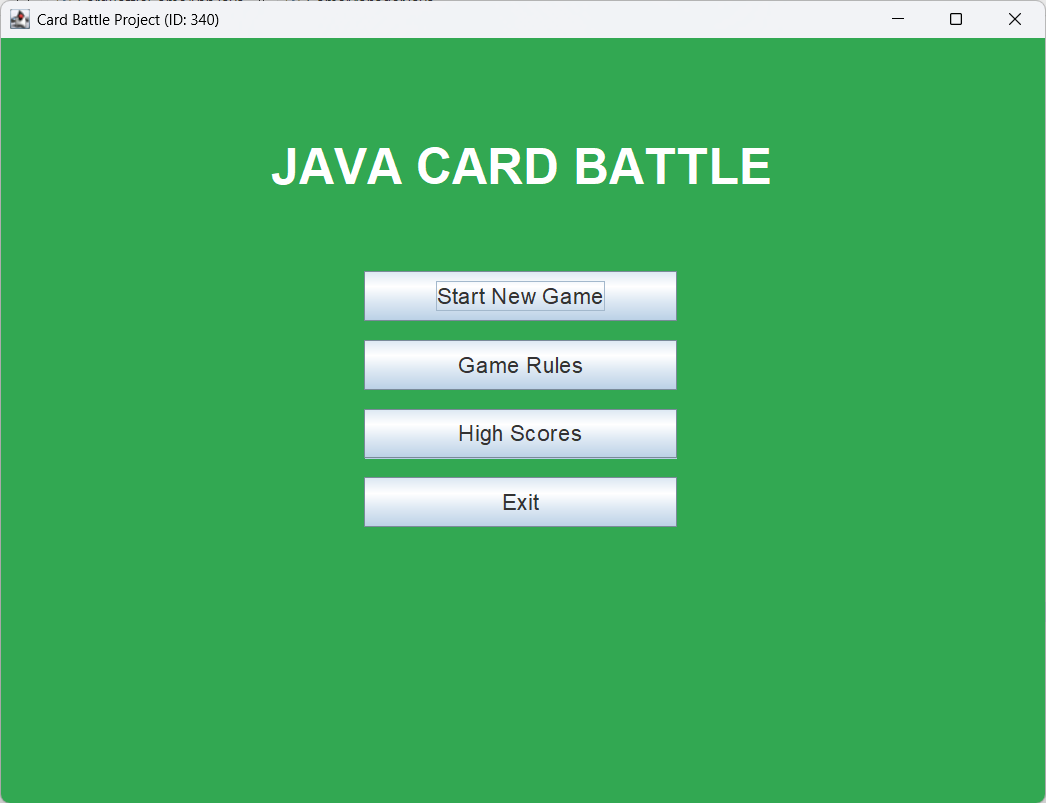 Card Battle Project (ID: 340)
JAVA CARD BATTLE
Start New Game
Game Rules
High Scores
Exit